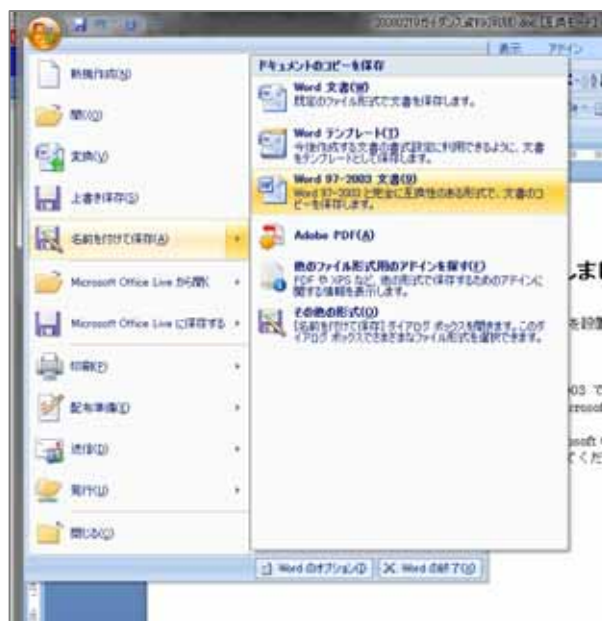 [互換モード]
表示 アドイン
新規作成(N)
開く(O)
変換(V)
上書き保存(S)
名前を付けて保存(A)
Microsoft Office Live から開く
Microsoft Office Live に保存する
印刷(P)
配布準備(E)
送信(D)
発行(U)
閉じる(C)
ドキュメントのコピーを保存
Word 文書(W)
既定のファイル形式で文書を保存します。
Word テンプレート(T)
今後作成する文書の書式設定に利用できるように、文書
をテンプレートとして保存します。
Word 97-2003 文書(9)
Word 97-2003 と完全に互換性のある形式で、文書のコ
ピーを保存します。
Adobe PDF(A)
他のファイル形式用のアドインを探す(F)
PDF や XPS など、他の形式で保存するためのアドインに
関する情報を表示します。
その他の形式(O)
[名前を付けて保存] ダイアログ ボックスを開きます。このダ
イアログ ボックスでさまざまなファイル形式を選択できます。
しま
を設置
03 で
crosof
osoft
てくだ
Word のオプション(I) Word の終了(X)